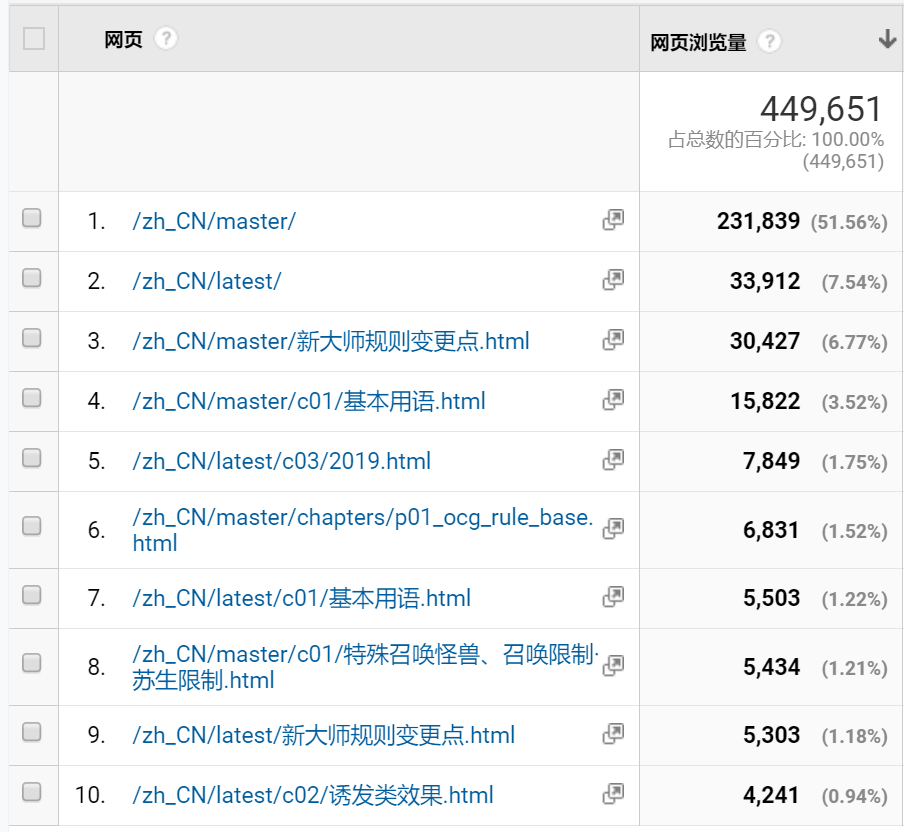 网页 ?
网页浏览量 ?
449,651
占总数的百分比: 100.00%
(449,651)
1. /zh_CN/master/ 231,839 (51.56%)
2. /zh_CN/latest/ 33,912 (7.54%)
3. /zh_CN/master/新大师规则变更点.html 30,427 (6.77%)
4. /zh_CN/master/c01/基本用语.html 15,822 (3.52%)
5. /zh_CN/latest/c03/2019.html 7,849 (1.75%)
6. /zh_CN/master/chapters/p01_ocg_rule_base.
html 6,831 (1.52%)
7. /zh_CN/latest/c01/基本用语.html 5,503 (1.22%)
8. /zh_CN/master/c01/特殊召唤怪兽、召唤限制·
苏生限制.html 5,434 (1.21%)
9. /zh_CN/latest/新大师规则变更点.html 5,303 (1.18%)
10. /zh_CN/latest/c02/诱发类效果.html 4,241 (0.94%)